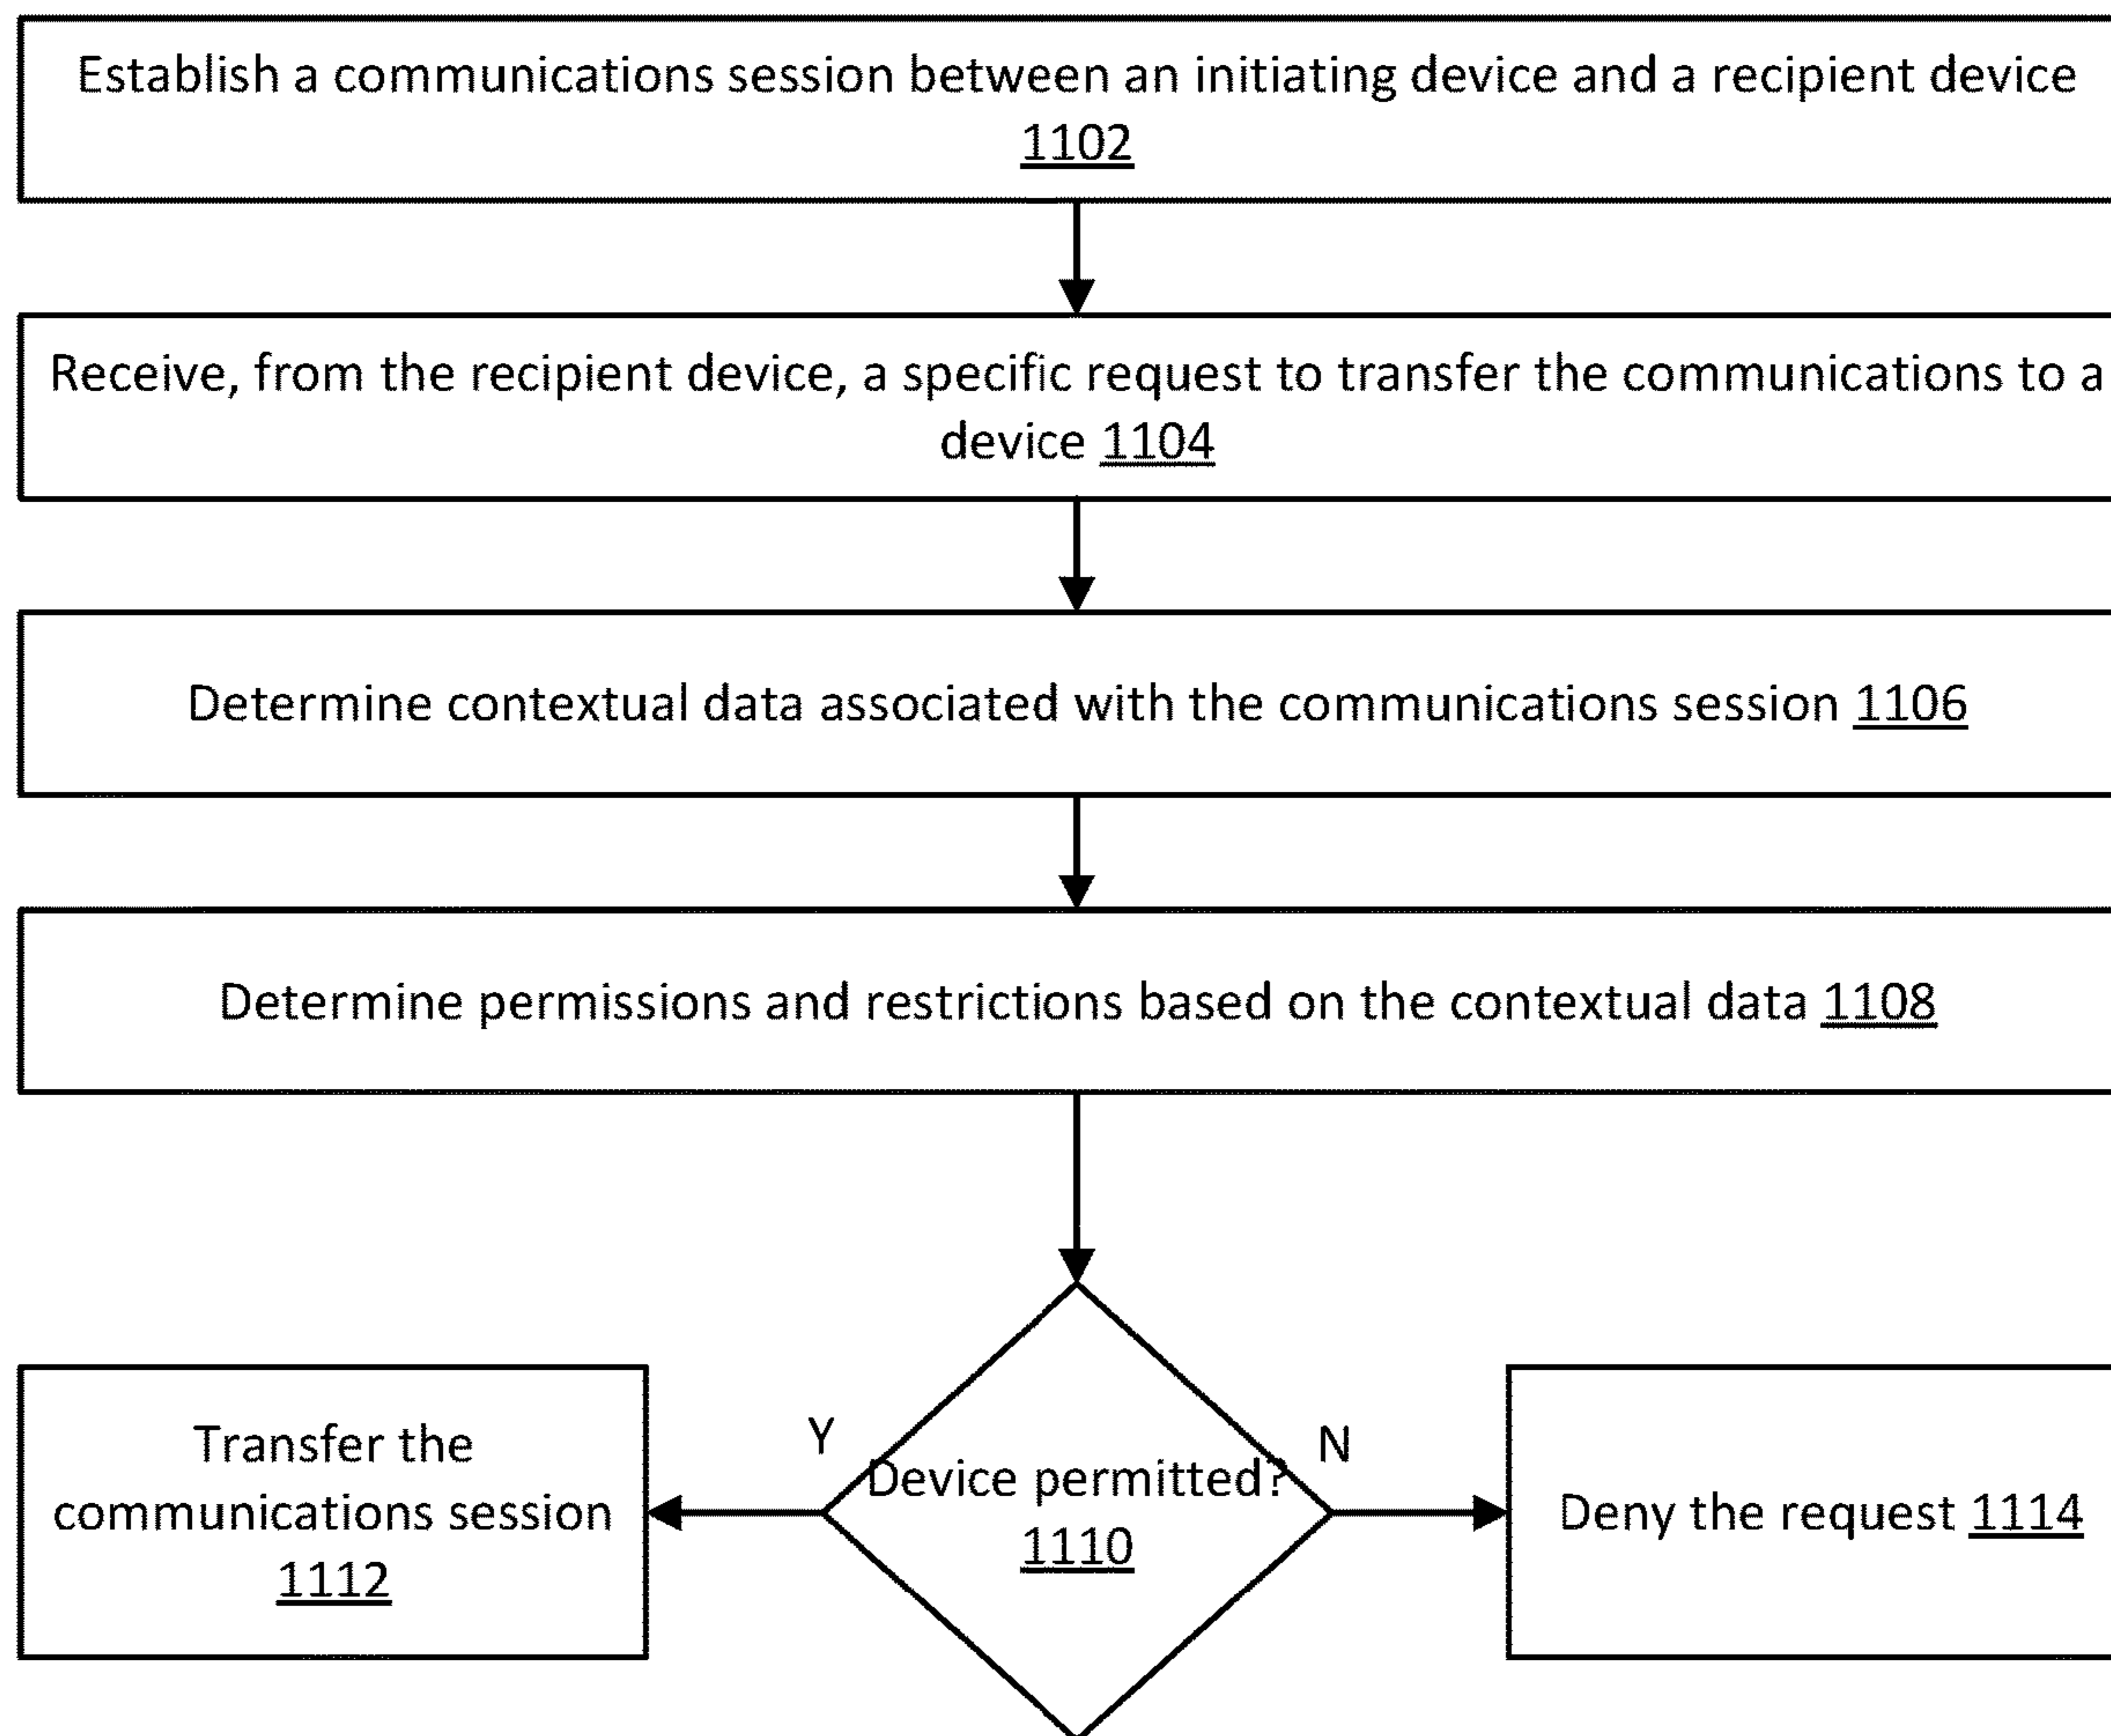 Establish a communications session between an initiating device and a recipient device
1102
Receive, from the recipient device, a specific request to transfer the communications to a
device 1104
Determine contextual data associated with the communications session 1106
Determine permissions and restrictions based on the contextual data 1108
Y
N
Device permitted?
1110
Transfer the
communications session
1112
Deny the request 1114